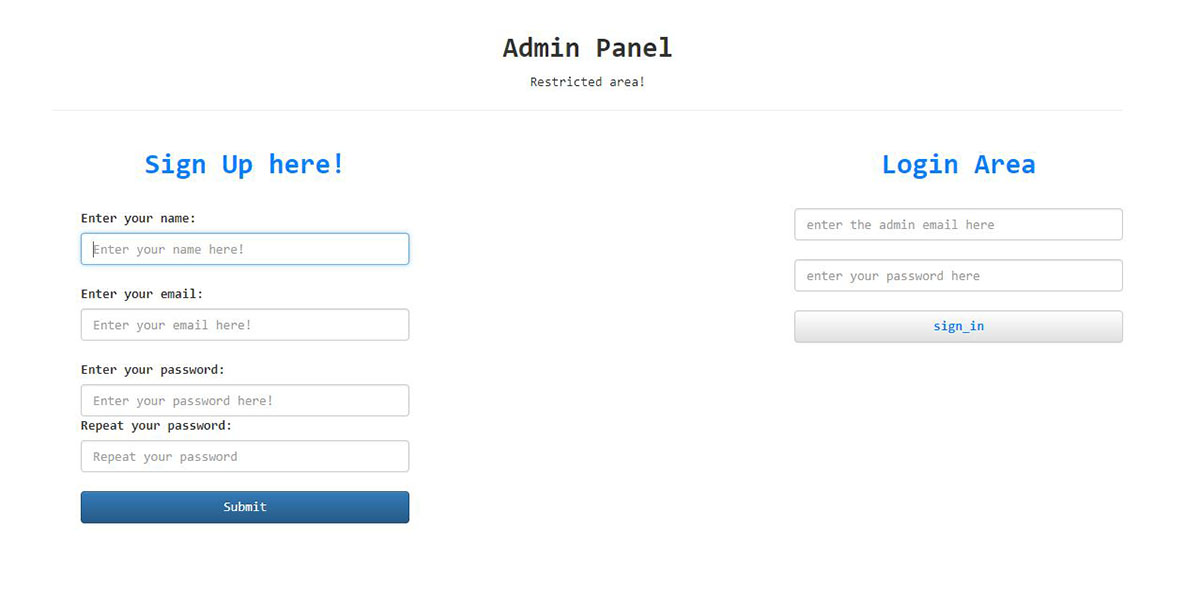 Admin Panel
Restricted area!
Sign Up here!
Enter your name:
Enter your name here!
Enter your email:
Enter your email here!
Enter your password:
Enter your password here!
Repeat your password:
Repeat your password
Submit
Login Area
enter the admin email here
enter your password here
sign_in